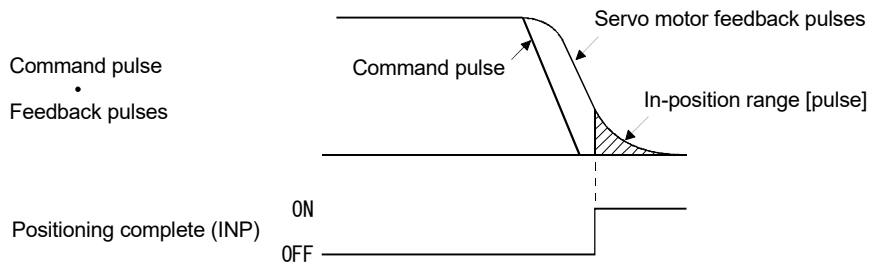 Servo motor feedback pulses
Command pulse
Command pulse
•
Feedback pulses
In-position range [pulse]
ON
Positioning complete (INP)
OFF